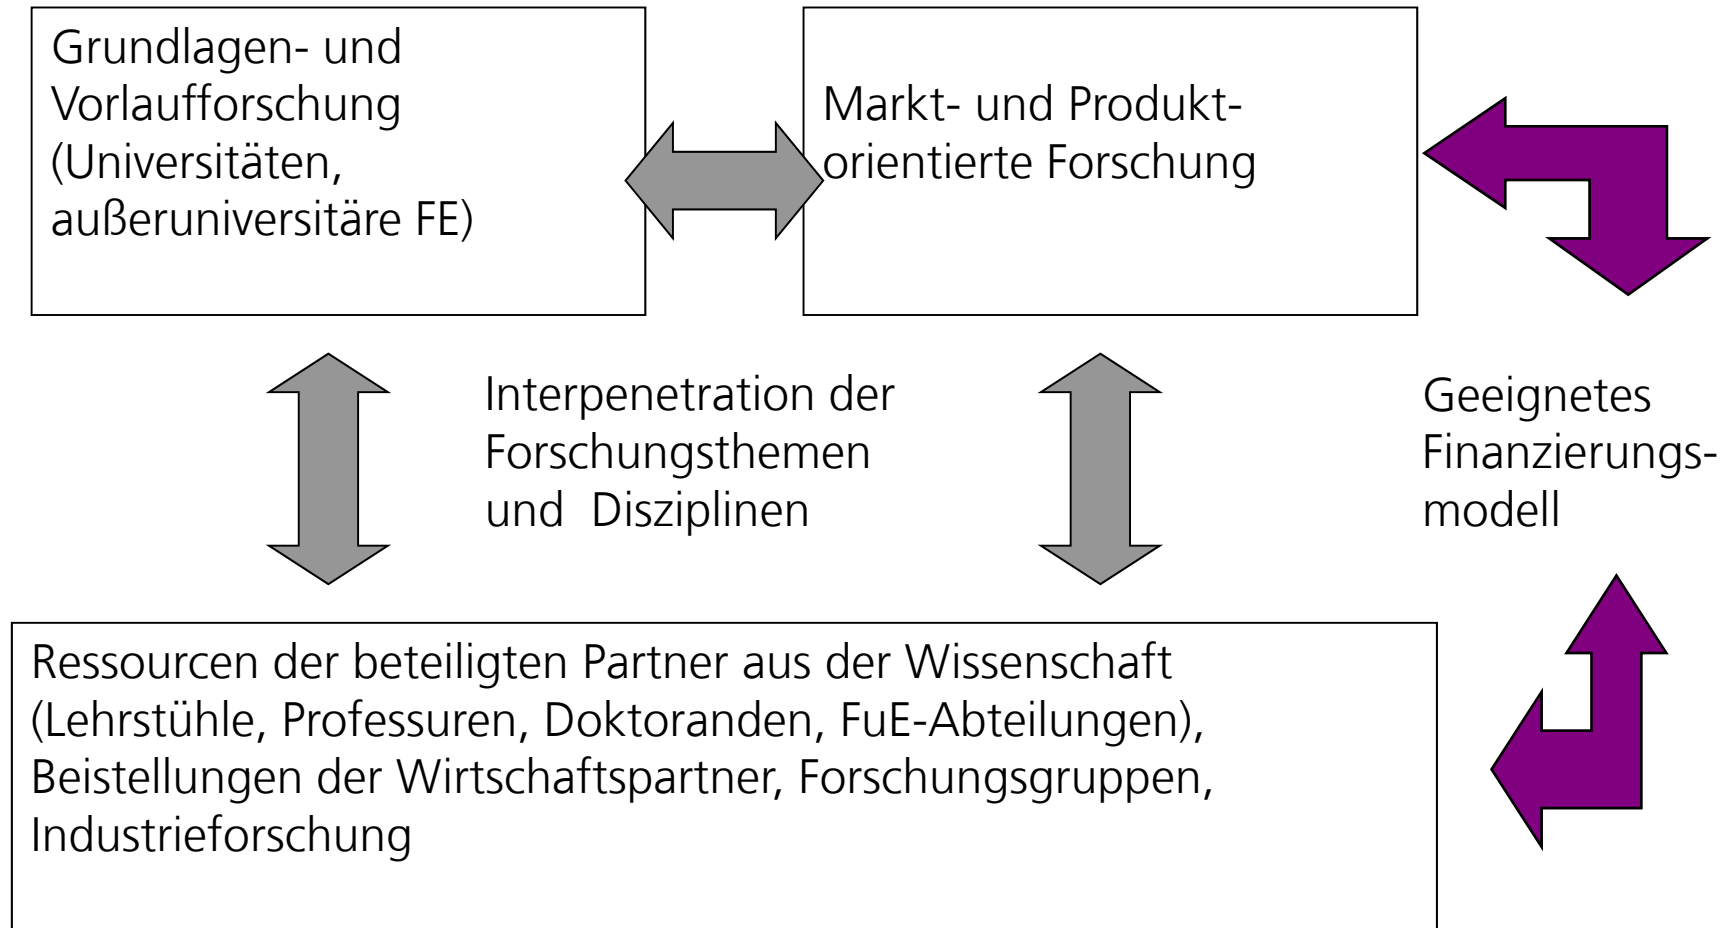 Grundlagen- und
Vorlaufforschung
(Universitäten,
außeruniversitäre FE)
Markt- und Produkt-
orientierte Forschung
Interpenetration der
Forschungsthemen
und  Disziplinen
Geeignetes
Finanzierungs-
modell
Ressourcen der beteiligten Partner aus der Wissenschaft
(Lehrstühle, Professuren, Doktoranden, FuE-Abteilungen),
Beistellungen der Wirtschaftspartner, Forschungsgruppen,
Industrieforschung